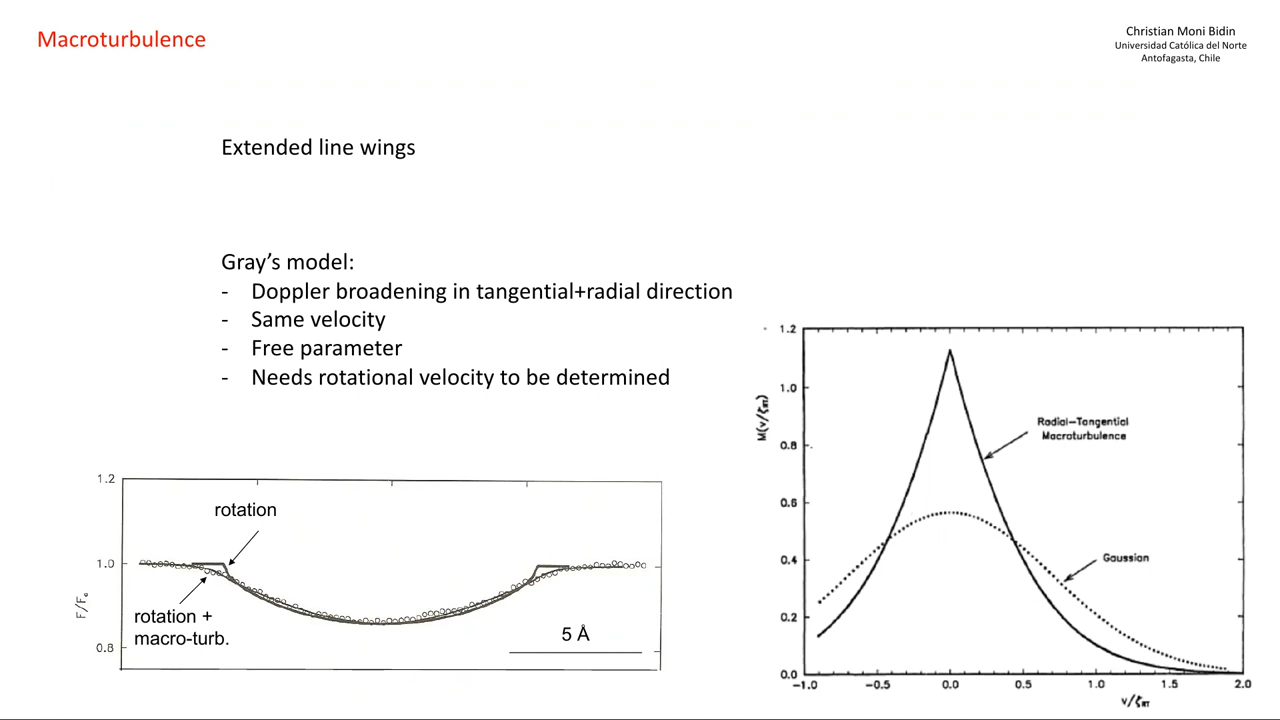 Macroturbulence
Christian Moni Bidin
Universidad Católica del Norte
Antofagasta, Chile
Extended line wings
Gray’s model:
- Doppler broadening in tangential+radial direction
- Same velocity
- Free parameter
- Needs rotational velocity to be determined
1.2
1.0
0.8
F/Fc
rotation
rotation +
macro-turb.
5 Å
1.2
1.0
0.8
0.6
0.4
0.2
0.0
M(v/ζRT)
Radial–Tangential
Macroturbulence
Gaussian
-1.0 -0.5 0.0 0.5 1.0 1.5 2.0
v/ζRT